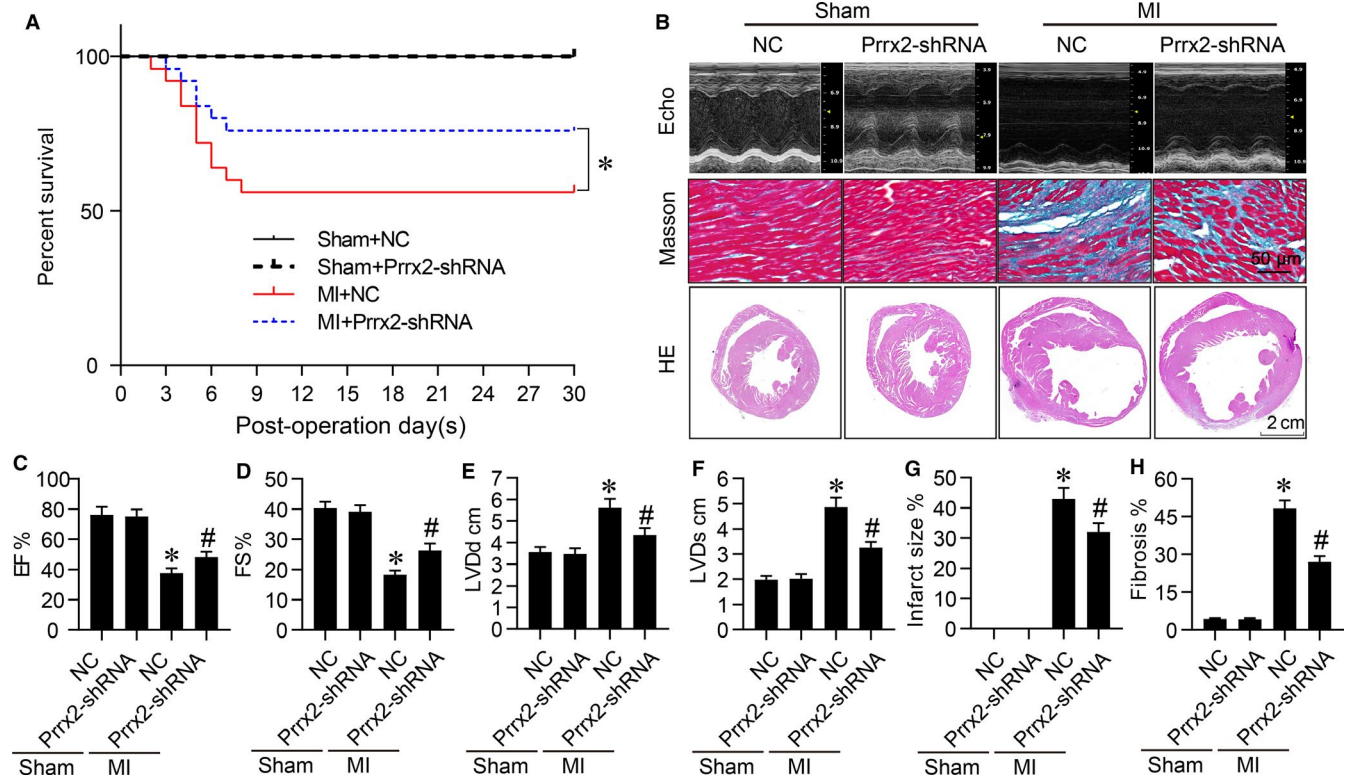 A
Percent survival
100
50
0
0 3 6 9 12 15 18 21 24 27 30
Post-operation day(s)
Sham+NC
Sham+Prrx2-shRNA
MI+NC
MI+Prrx2-shRNA
*
B
Sham MI
NC Prrx2-shRNA NC Prrx2-shRNA
Echo
Masson
50 μm
HE
2 cm
C
EF%
100
80
60
40
20
0
* #
NC
Prrx2-shRNA
NC
Prrx2-shRNA
Sham MI
D
FS%
50
40
30
20
10
0
* #
NC
Prrx2-shRNA
NC
Prrx2-shRNA
Sham MI
E
LVDd cm
7
6
5
4
3
2
1
0
* #
NC
Prrx2-shRNA
NC
Prrx2-shRNA
Sham MI
F
LVDs cm
6
5
4
3
2
1
0
* #
NC
Prrx2-shRNA
NC
Prrx2-shRNA
Sham MI
G
Infarct size %
50
40
30
20
10
0
* #
NC
Prrx2-shRNA
NC
Prrx2-shRNA
Sham MI
H
Fibrosis %
60
45
30
15
0
* #
NC
Prrx2-shRNA
NC
Prrx2-shRNA
Sham MI